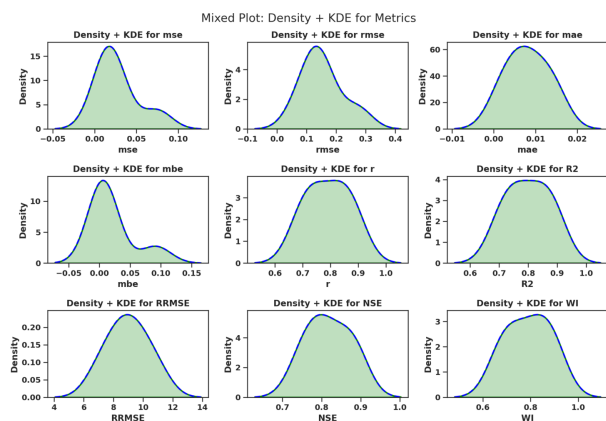 Mixed Plot: Density + KDE for Metrics
Density + KDE for mse
Density + KDE for rmse
Density + KDE for mae
Density
15
10
5
0
−0.05
0.00
0.05
0.10
mse
Density
4
2
0
−0.1
0.0
0.1
0.2
0.3
0.4
rmse
Density
60
40
20
0
−0.01
0.00
0.01
0.02
mae
Density + KDE for mbe
Density + KDE for r
Density + KDE for R2
Density
10
5
0
−0.05
0.00
0.05
0.10
0.15
mbe
Density
3
2
1
0
0.6
0.7
0.8
0.9
1.0
r
Density
4
3
2
1
0
0.5
0.6
0.7
0.8
0.9
1.0
R2
Density + KDE for RRMSE
Density + KDE for NSE
Density + KDE for WI
Density
0.20
0.15
0.10
0.05
0.00
4
6
8
10
12
14
RRMSE
Density
4
2
0
0.7
0.8
0.9
1.0
NSE
Density
3
2
1
0
0.6
0.8
1.0
WI